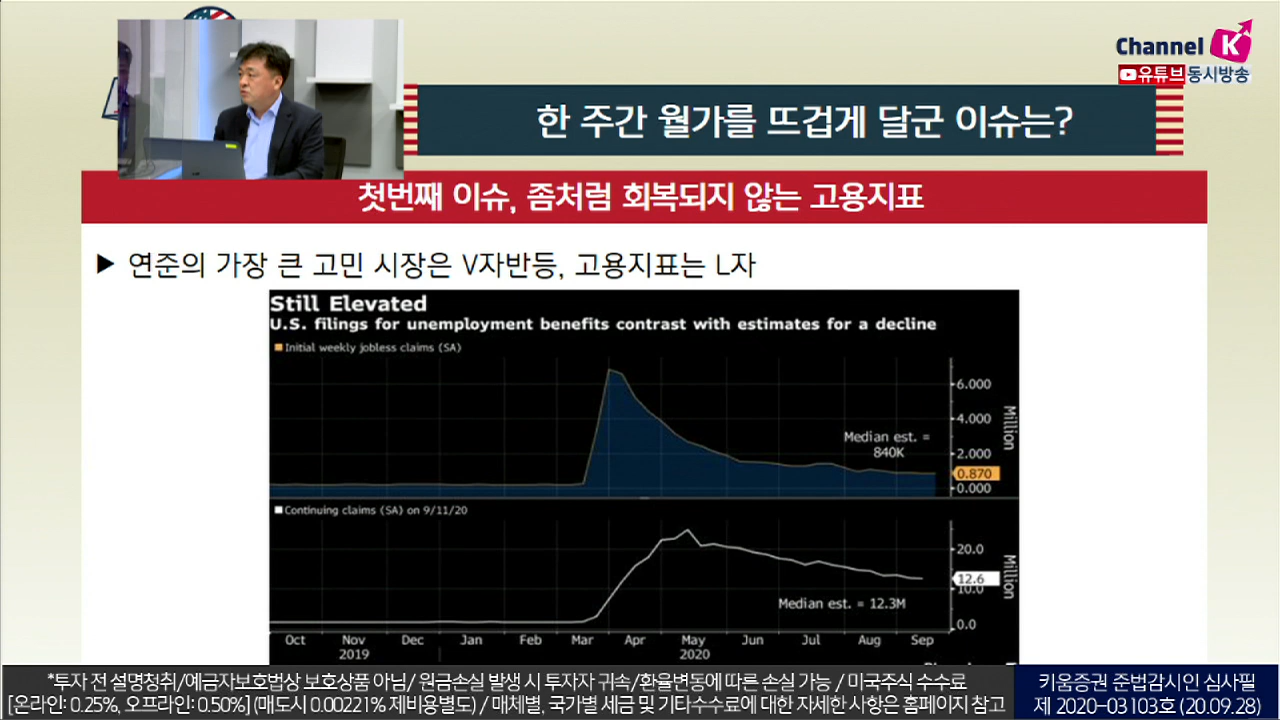 Channel K
유튜브 동시방송
한 주간 월가를 뜨겁게 달군 이슈는?
첫번째 이슈, 좀처럼 회복되지 않는 고용지표
▶ 연준의 가장 큰 고민 시장은 V자반등, 고용지표는 L자
Still Elevated
U.S. filings for unemployment benefits contrast with estimates for a decline
Initial weekly jobless claims (SA)
6.000
4.000
Median est. =
840K
2.000
0.870
0.000
Million
Continuing claims (SA) on 9/11/20
20.0
12.6
10.0
Median est. = 12.3M
0.0
Million
Oct Nov Dec Jan Feb Mar Apr May Jun Jul Aug Sep
2019 2020
*투자 전 설명청취/예금자보호법상 보호상품 아님/ 원금손실 발생 시 투자자 귀속/환율변동에 따른 손실 가능 / 미국주식 수수료
[온라인: 0.25%, 오프라인: 0.50%] (매도시 0.00221% 제비용별도) / 매체별, 국가별 세금 및 기타수수료에 대한 자세한 사항은 홈페이지 참고
키움증권 준법감시인 심사필
제 2020-03103호 (20.09.28)